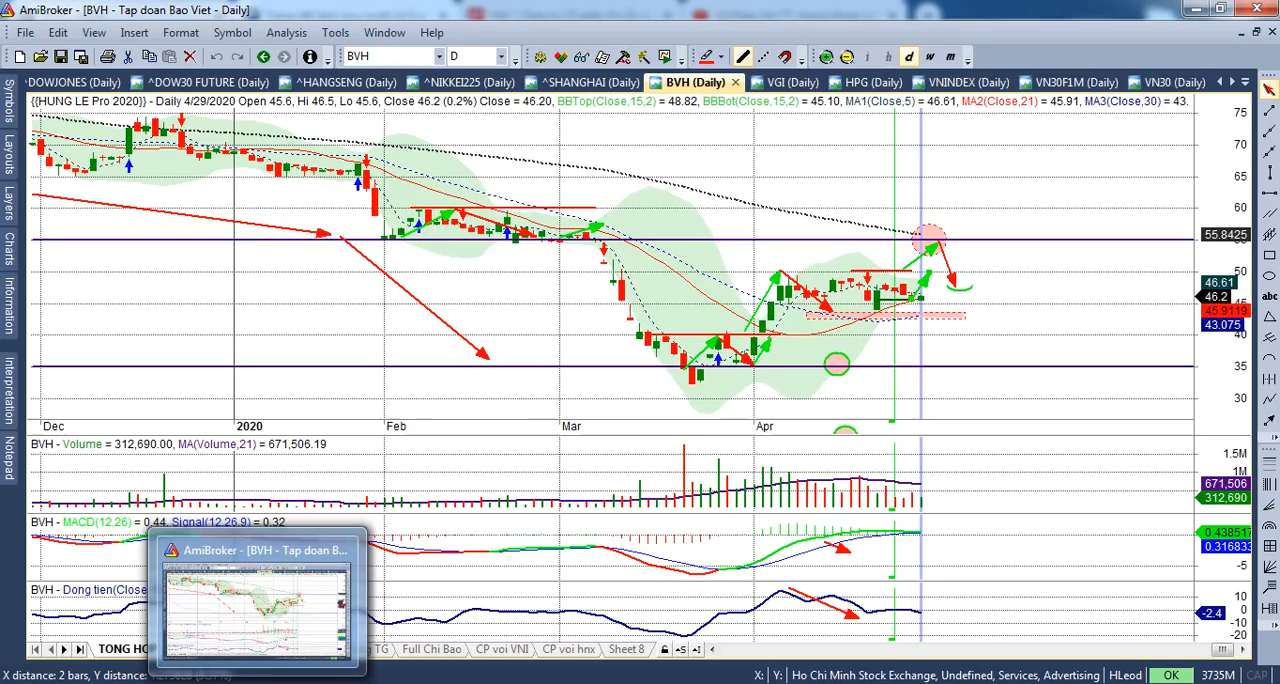 AmiBroker - [BVH - Tap doan Bao Viet - Daily]
File Edit View Insert Format Symbol Analysis Tools Window Help
BVH D i h d w m
^DOWJONES (Daily) ^DOW30 FUTURE (Daily) ^HANGSENG (Daily) ^NIKKEI225 (Daily) ^SHANGHAI (Daily) BVH (Daily) VGI (Daily) HPG (Daily) VNINDEX (Daily) VN30F1M (Daily) VN30 (Daily)
{{HUNG LE Pro 2020}} - Daily 4/29/2020 Open 45.6, Hi 46.5, Lo 45.6, Close 46.2 (0.2%) Close = 46.20, BBTop(Close,15,2) = 48.82, BBBot(Close,15,2) = 45.10, MA1(Close,5) = 46.61, MA2(Close,21) = 45.91, MA3(Close,30) = 43.
Symbols
Layouts
Layers
Charts
Information
Interpretation
Notepad
abc
75
70
65
60
55.8425
50
46.61
46.2
45.9119
43.075
40
35
30
Dec 2020 Feb Mar Apr
BVH - Volume = 312,690.00, MA(Volume,21) = 671,506.19
1.5M
1M
671,506
312,690
BVH - MACD(12,26) = 0.44, Signal(12,26,9) = 0.32
0.438517
0.316833
-5
AmiBroker - [BVH - Tap doan B...
BVH - Dong tien(Close
10
0
-2.4
-10
-20
TONG HO TG Full Chi Bao CP voi VNI CP voi hnx Sheet 8
X distance: 2 bars, Y distance: X: Y: Ho Chi Minh Stock Exchange, Undefined, Services, Advertising HLeod OK 3735M CAP